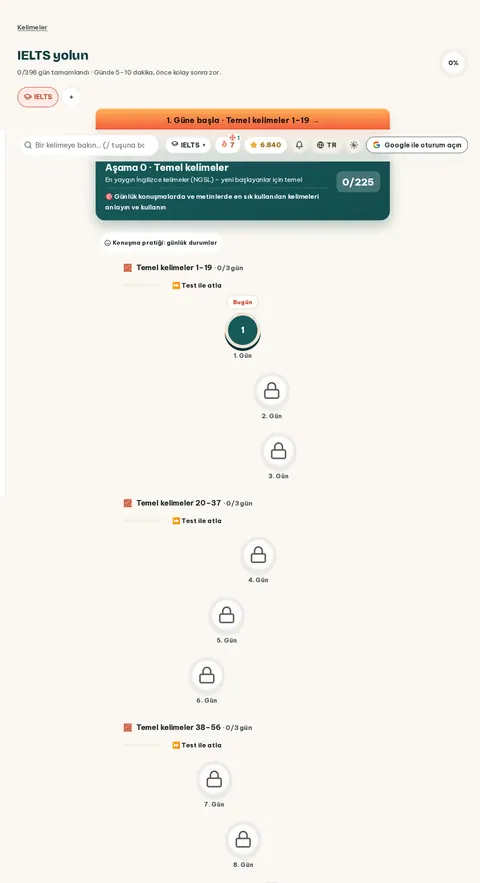 Kelimeler
IELTS yolun
0/398 gün tamamlandı · Günde 5–10 dakika, önce kolay sonra zor.
0%
IELTS
+
1. Güne başla · Temel kelimeler 1–19 →
Bir kelimeye bakın… (/ tuşuna ba
IELTS
7
1
6.840
TR
Google ile oturum açın
Aşama 0 · Temel kelimeler
En yaygın İngilizce kelimeler (NGSL) – yeni başlayanlar için temel
0/225
Günlük konuşmalarda ve metinlerde en sık kullanılan kelimeleri
anlayın ve kullanın
Konuşma pratiği: günlük durumlar
Temel kelimeler 1–19 · 0/3 gün
Test ile atla
Bugün
1
1. Gün
2. Gün
3. Gün
Temel kelimeler 20–37 · 0/3 gün
Test ile atla
4. Gün
5. Gün
6. Gün
Temel kelimeler 38–56 · 0/3 gün
Test ile atla
7. Gün
8. Gün